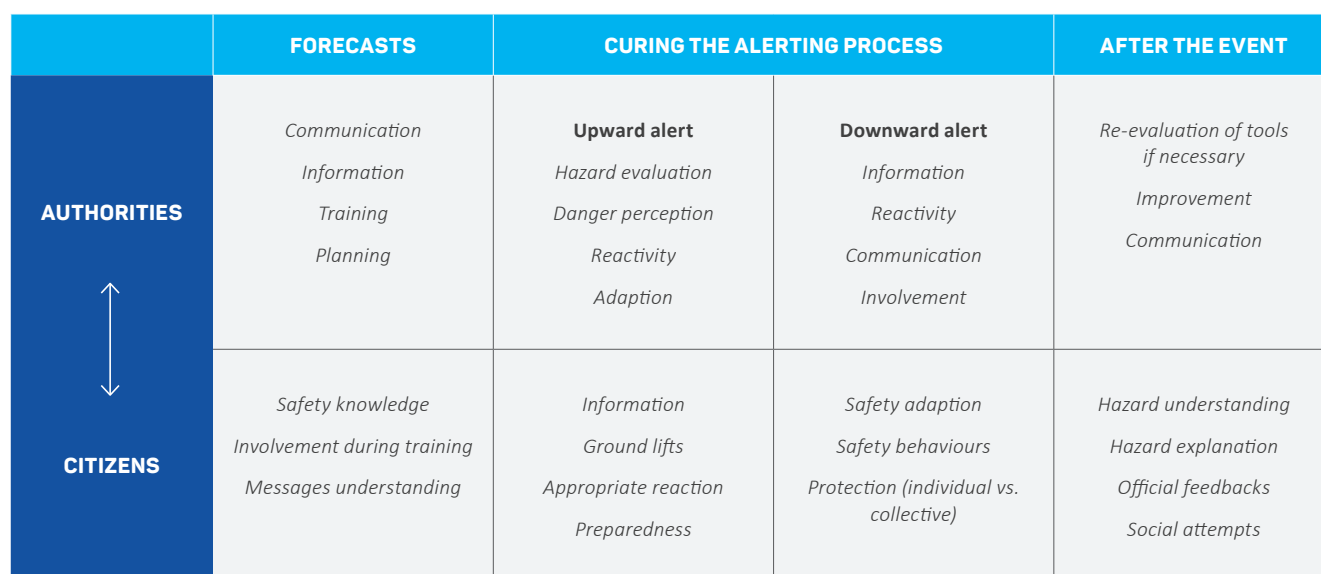 FORECASTS
CURING THE ALERTING PROCESS
AFTER THE EVENT
AUTHORITIES
Communication
Information
Training
Planning
Upward alert
Hazard evaluation
Danger perception
Reactivity
Adaption
Downward alert
Information
Reactivity
Communication
Involvement
Re-evaluation of tools
if necessary
Improvement
Communication
CITIZENS
Safety knowledge
Involvement during training
Messages understanding
Information
Ground lifts
Appropriate reaction
Preparedness
Safety adaption
Safety behaviours
Protection (individual vs.
collective)
Hazard understanding
Hazard explanation
Official feedbacks
Social attempts